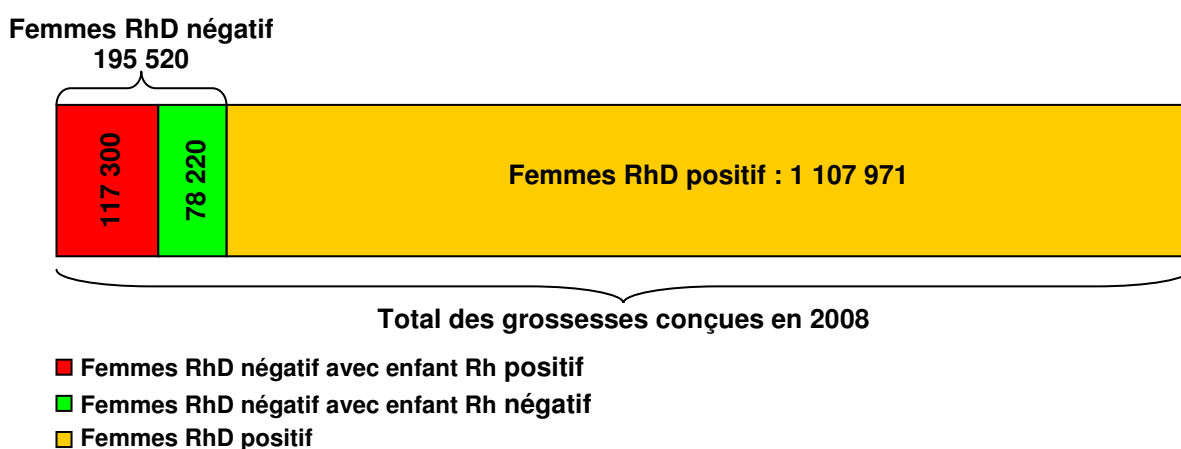 Femmes RhD négatif
195 520
117 300
78 220
Femmes RhD positif : 1 107 971
Total des grossesses conçues en 2008
Femmes RhD négatif avec enfant Rh positif
Femmes RhD négatif avec enfant Rh négatif
Femmes RhD positif